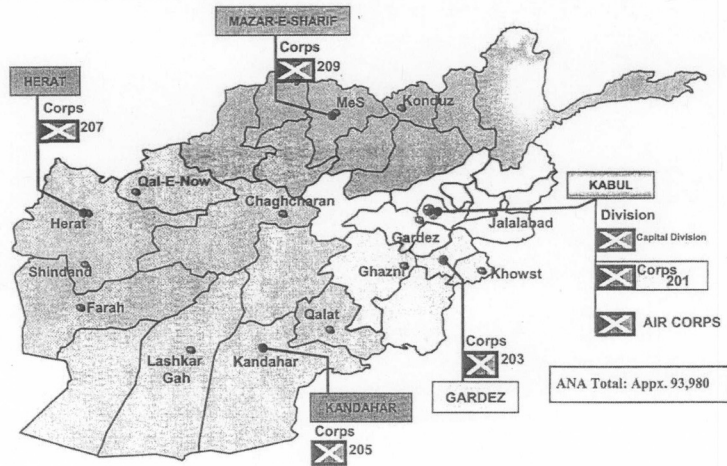 MAZAR-E-SHARIF
Corps
209
HERAT
Corps
207
MeS
Konduz
Qal-E-Now
Chaghcharan
Herat
Shindand
Farah
Lashkar
Gah
Kandahar
Qalat
Ghazni
Gardez
Jalalabad
Khowst
KABUL
Division
Capital Division
Corps
201
AIR CORPS
Corps
203
GARDEZ
KANDAHAR
Corps
205
ANA Total: Appx. 93,980